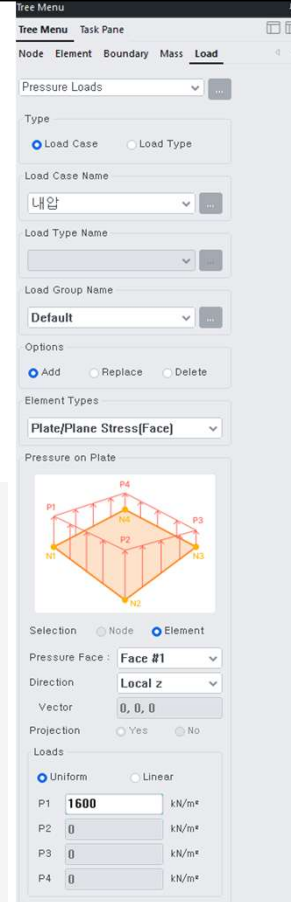 Tree Menu
Tree Menu Task Pane
Node Element Boundary Mass Load
Pressure Loads ...
Type
Load Case Load Type
Load Case Name
내압 ...
Load Type Name
...
Load Group Name
Default ...
Options
Add Replace Delete
Element Types
Plate/Plane Stress(Face)
Pressure on Plate
P4
P1
N4
P3
P2
N1
N3
N2
Selection Node Element
Pressure Face : Face #1
Direction Local z
Vector 0, 0, 0
Projection Yes No
Loads
Uniform Linear
P1 1600 kN/m²
P2 0 kN/m²
P3 0 kN/m²
P4 0 kN/m²